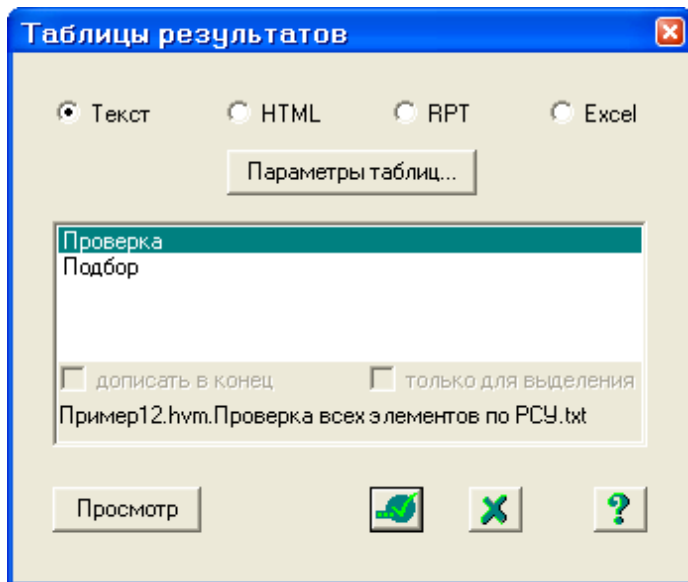 Таблицы результатов
Текст HTML RPT Excel
Параметры таблиц...
Проверка
Подбор
дописать в конец только для выделения
Пример12.hvm.Проверка всех элементов по РСУ.txt
Просмотр ?